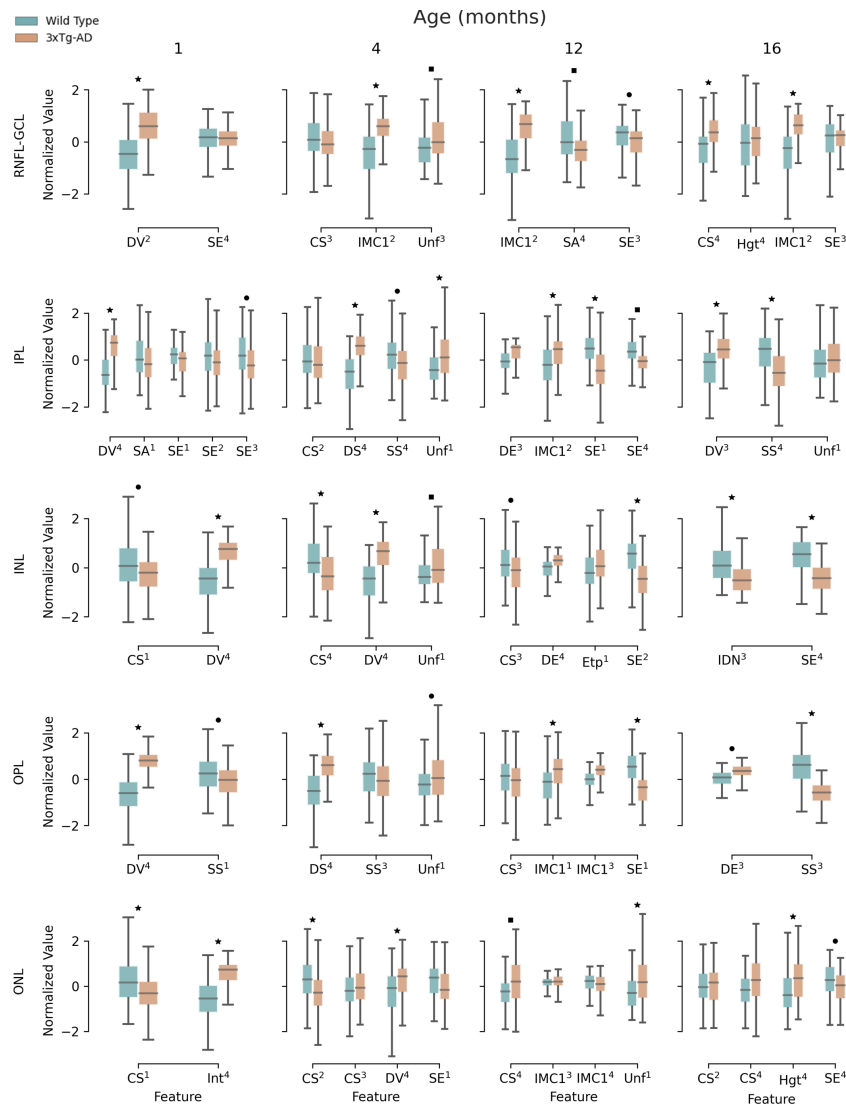 Age (months)
Wild Type
3xTg-AD
1 4 12 16
RNFL-GCL
Normalized Value
2
0
−2
DV² SE⁴
CS³ IMC1² Unf³
IMC1² SA⁴ SE³
CS⁴ Hgt⁴ IMC1² SE³
IPL
Normalized Value
2
0
−2
DV⁴ SA¹ SE¹ SE² SE³
CS² DS⁴ SS⁴ Unf¹
DE³ IMC1² SE¹ SE⁴
DV³ SS⁴ Unf¹
INL
Normalized Value
2
0
−2
CS¹ DV⁴
CS⁴ DV⁴ Unf¹
CS³ DE⁴ Etp¹ SE²
IDN³ SE⁴
OPL
Normalized Value
2
0
−2
DV⁴ SS¹
DS⁴ SS³ Unf¹
CS³ IMC1¹ IMC1³ SE¹
DE³ SS³
ONL
Normalized Value
2
0
−2
CS¹ Int⁴
CS² CS³ DV⁴ SE¹
CS⁴ IMC1³ IMC1⁴ Unf¹
CS² CS⁴ Hgt⁴ SE⁴
Feature Feature Feature Feature